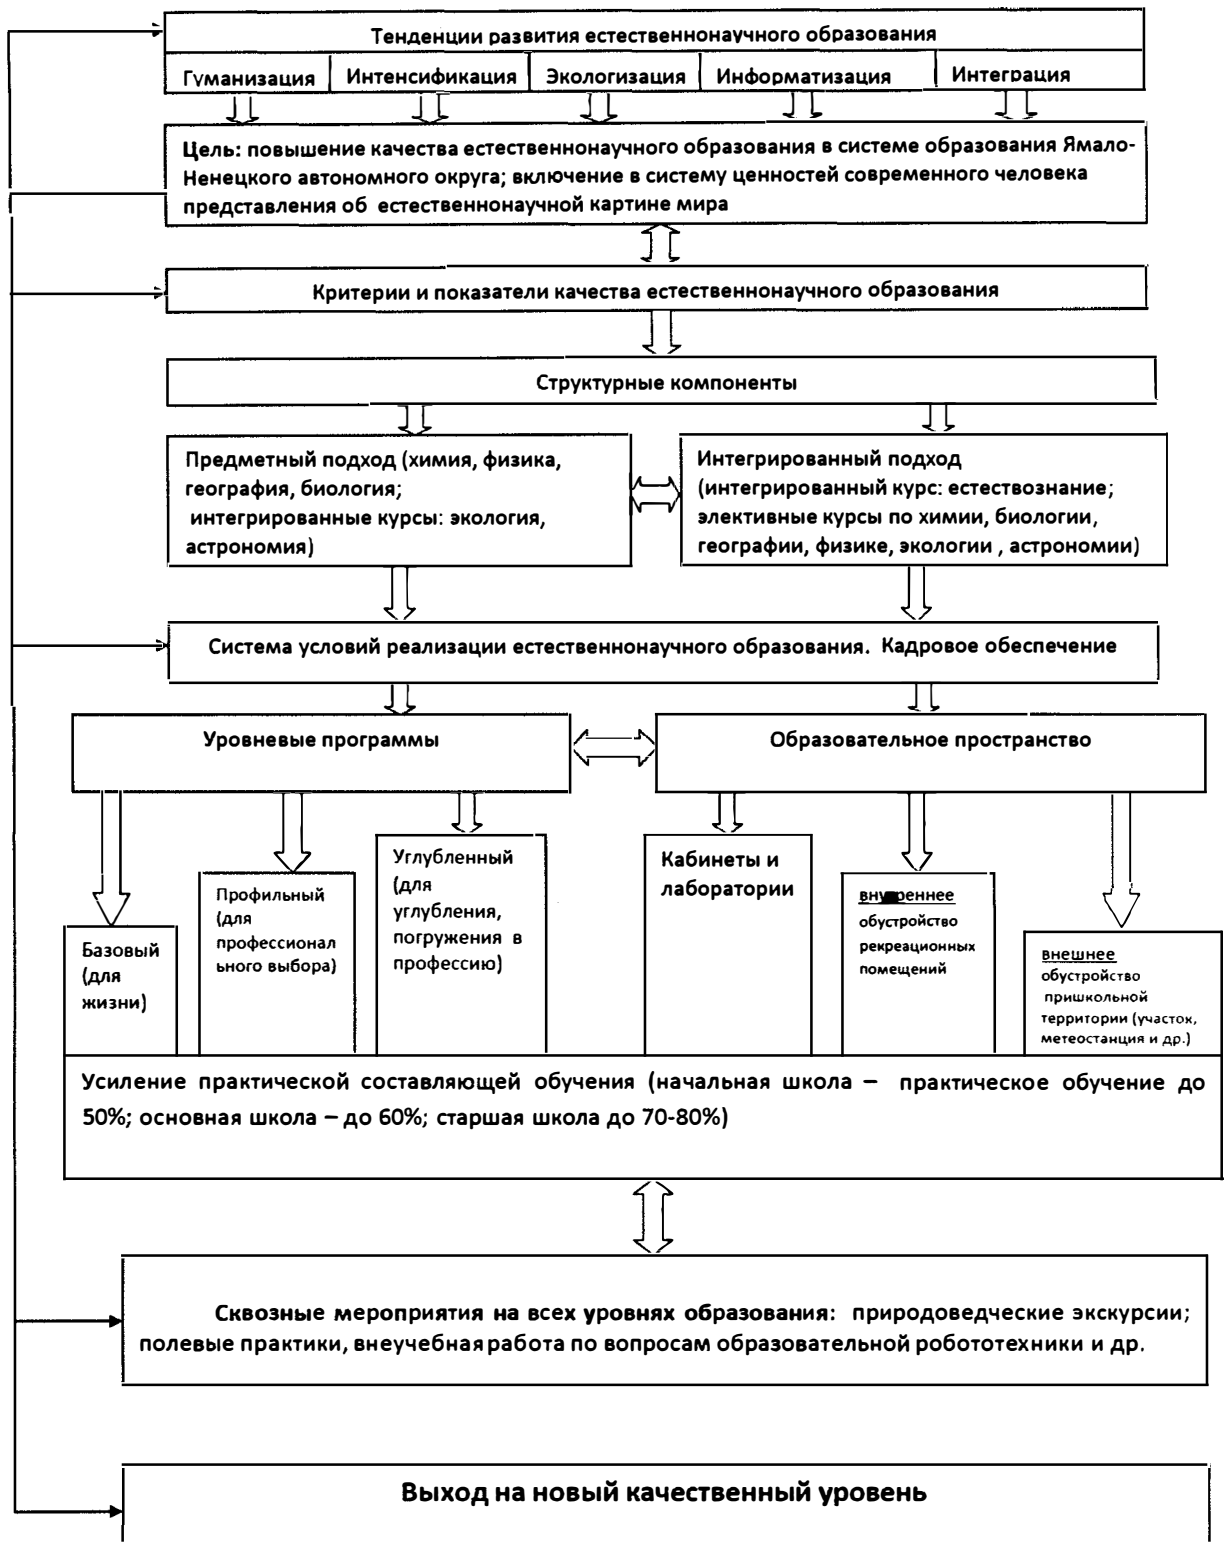 Тенденции развития естественнонаучного образования
Гуманизация Интенсификация Экологизация Информатизация Интеграция
Цель: повышение качества естественнонаучного образования в системе образования Ямало-
Ненецкого автономного округа; включение в систему ценностей современного человека
представления об естественнонаучной картине мира
Критерии и показатели качества естественнонаучного образования
Структурные компоненты
Предметный подход (химия, физика,
география, биология;
интегрированные курсы: экология,
астрономия)
Интегрированный подход
(интегрированный курс: естествознание;
элективные курсы по химии, биологии,
географии, физике, экологии , астрономии)
Система условий реализации естественнонаучного образования. Кадровое обеспечение
Уровневые программы
Образовательное пространство
Базовый
(для
жизни)
Профильный
(для
профессионал
ьного выбора)
Углубленный
(для
углубления,
погружения в
профессию)
Кабинеты и
лаборатории
внутреннее
обустройство
рекреационных
помещений
внешнее
обустройство
пришкольной
территории (участок,
метеостанция и др.)
Усиление практической составляющей обучения (начальная школа – практическое обучение до
50%; основная школа – до 60%; старшая школа до 70-80%)
Сквозные мероприятия на всех уровнях образования: природоведческие экскурсии;
полевые практики, внеучебная работа по вопросам образовательной робототехники и др.
Выход на новый качественный уровень